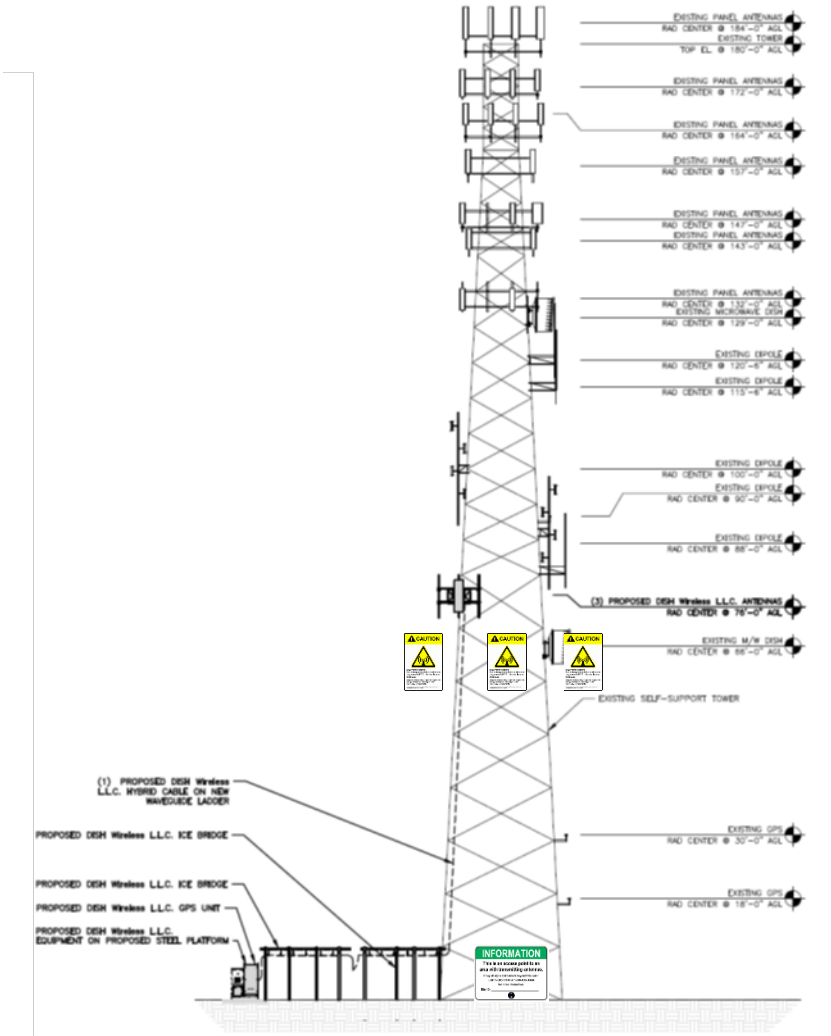 EXISTING PANEL ANTENNAS
RAD CENTER @ 184'-0" AGL
EXISTING TOWER
TOP EL. @ 180'-0" AGL
EXISTING PANEL ANTENNAS
RAD CENTER @ 172'-0" AGL
EXISTING PANEL ANTENNAS
RAD CENTER @ 164'-0" AGL
EXISTING PANEL ANTENNAS
RAD CENTER @ 157'-0" AGL
EXISTING PANEL ANTENNAS
RAD CENTER @ 147'-0" AGL
EXISTING PANEL ANTENNAS
RAD CENTER @ 143'-0" AGL
EXISTING PANEL ANTENNAS
RAD CENTER @ 132'-0" AGL
EXISTING MICROWAVE DISH
RAD CENTER @ 129'-0" AGL
EXISTING DIPOLE
RAD CENTER @ 120'-6" AGL
EXISTING DIPOLE
RAD CENTER @ 115'-6" AGL
EXISTING DIPOLE
RAD CENTER @ 100'-0" AGL
EXISTING DIPOLE
RAD CENTER @ 90'-0" AGL
EXISTING DIPOLE
RAD CENTER @ 88'-0" AGL
(3) PROPOSED DISH Wireless L.L.C. ANTENNAS
RAD CENTER @ 76'-0" AGL
CAUTION
CAUTION
CAUTION
EXISTING M/W DISH
RAD CENTER @ 66'-0" AGL
EXISTING SELF-SUPPORT TOWER
(1) PROPOSED DISH Wireless
L.L.C. HYBRID CABLE ON NEW
WAVEGUIDE LADDER
EXISTING GPS
RAD CENTER @ 30'-0" AGL
PROPOSED DISH Wireless L.L.C. ICE BRIDGE
PROPOSED DISH Wireless L.L.C. ICE BRIDGE
EXISTING GPS
RAD CENTER @ 18'-0" AGL
PROPOSED DISH Wireless L.L.C. GPS UNIT
PROPOSED DISH Wireless L.L.C.
EQUIPMENT ON PROPOSED STEEL PLATFORM
INFORMATION
This is an access point to an
area with transmitting antennas.